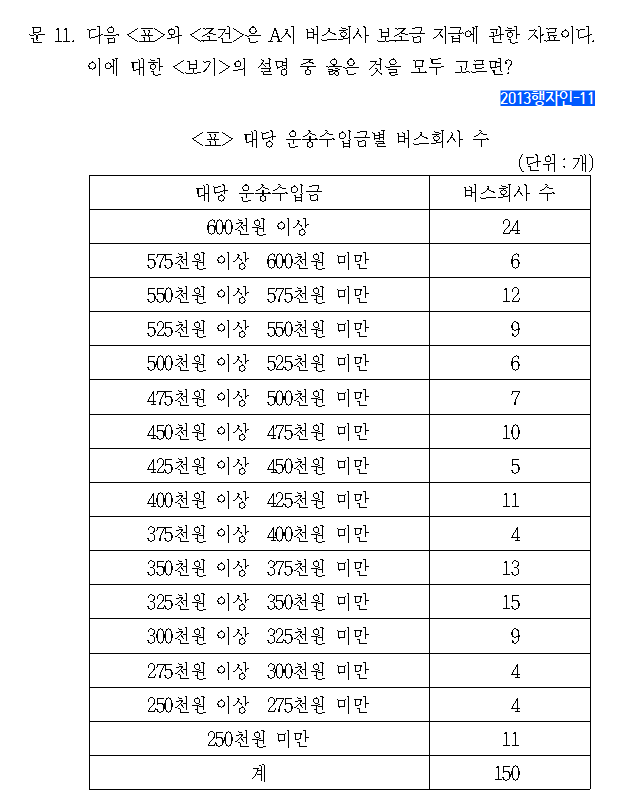 문 11. 다음 <표>와 <조건>은 A시 버스회사 보조금 지급에 관한 자료이다.
이에 대한 <보기>의 설명 중 옳은 것을 모두 고르면?
2013행자인-11
<표> 대당 운송수입금별 버스회사 수
(단위 : 개)
대당 운송수입금 버스회사 수
600천원 이상 24
575천원 이상 600천원 미만 6
550천원 이상 575천원 미만 12
525천원 이상 550천원 미만 9
500천원 이상 525천원 미만 6
475천원 이상 500천원 미만 7
450천원 이상 475천원 미만 10
425천원 이상 450천원 미만 5
400천원 이상 425천원 미만 11
375천원 이상 400천원 미만 4
350천원 이상 375천원 미만 13
325천원 이상 350천원 미만 15
300천원 이상 325천원 미만 9
275천원 이상 300천원 미만 4
250천원 이상 275천원 미만 4
250천원 미만 11
계 150